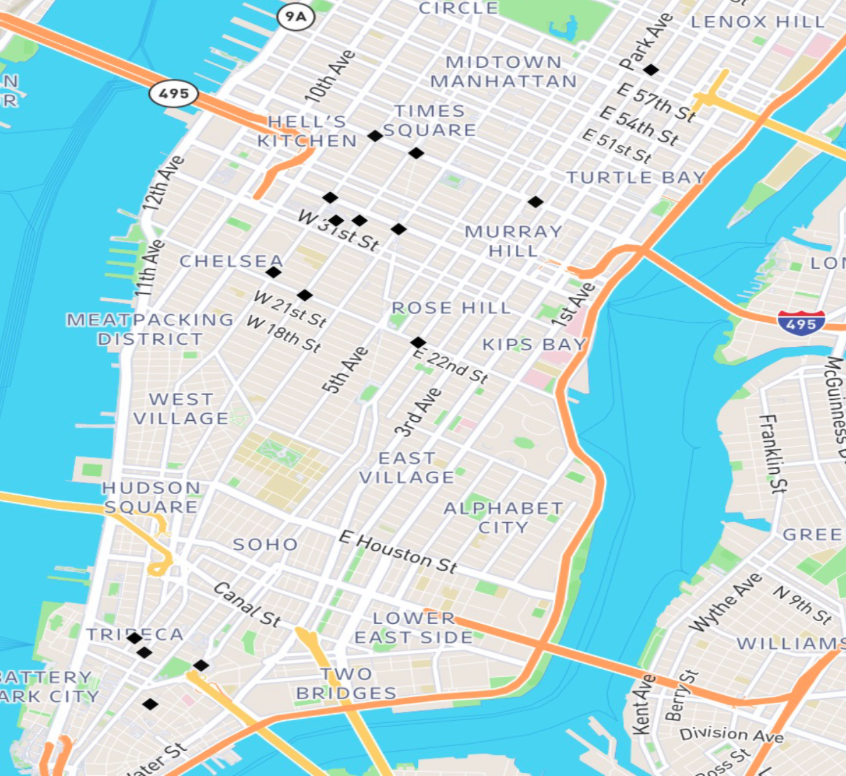 CIRCLE
9A
LENOX HILL
St
Park Ave
MIDTOWN
MANHATTAN
10th Ave
N
R
495
E 57th St
TIMES
SQUARE
HELL'S
KITCHEN
E 54th St
E 51st St
12th Ave
TURTLE BAY
W 31st St
MURRAY
HILL
11th Ave
CHELSEA
LON
W 21st St
ROSE HILL
1st Ave
MEATPACKING
DISTRICT
W 18th St
495
KIPS BAY
5th Ave
E 22nd St
McGuinness B
WEST
VILLAGE
3rd Ave
Franklin St
EAST
VILLAGE
HUDSON
SQUARE
ALPHABET
CITY
SOHO
E Houston St
GREE
Canal St
Wythe Ave
N 9th St
TRIBECA
LOWER
EAST SIDE
WILLIAMS
BATTERY
ARK CITY
TWO
BRIDGES
Kent Ave
Berry St
Division Ave
ater St
Ross St